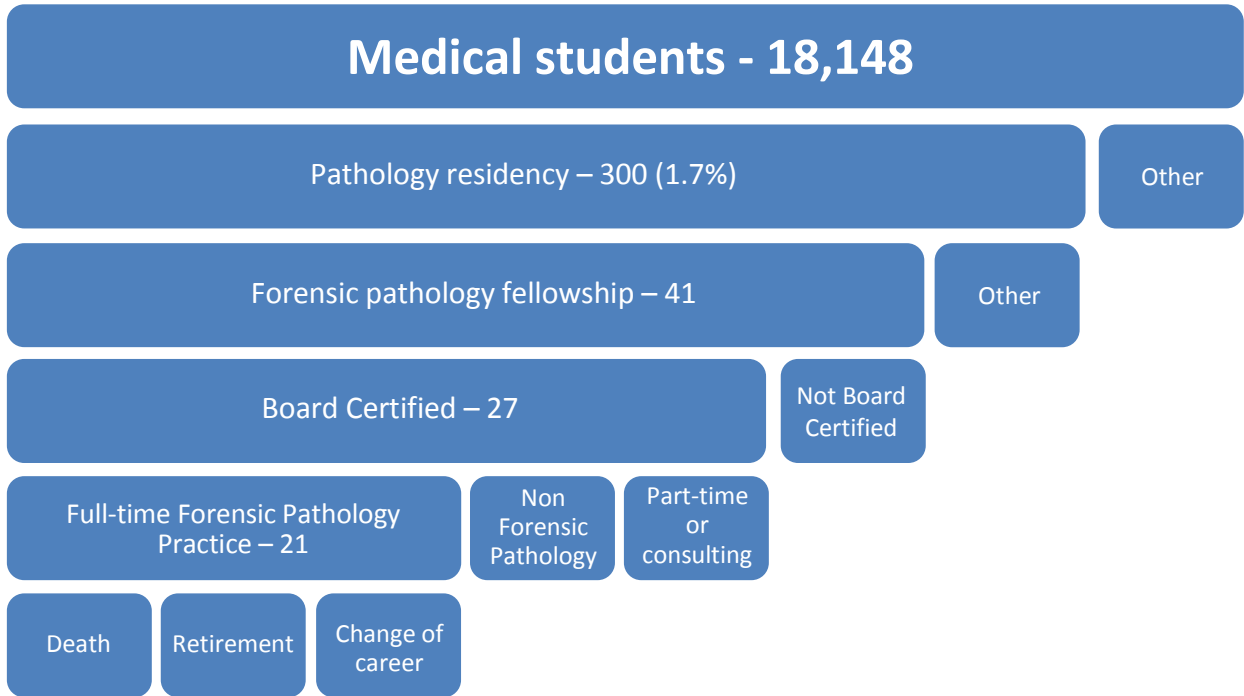 Medical students - 18,148
Pathology residency – 300 (1.7%)
Other
Forensic pathology fellowship – 41
Other
Board Certified – 27
Not Board
Certified
Full-time Forensic Pathology
Practice – 21
Non
Forensic
Pathology
Part-time
or
consulting
Death
Retirement
Change of
career